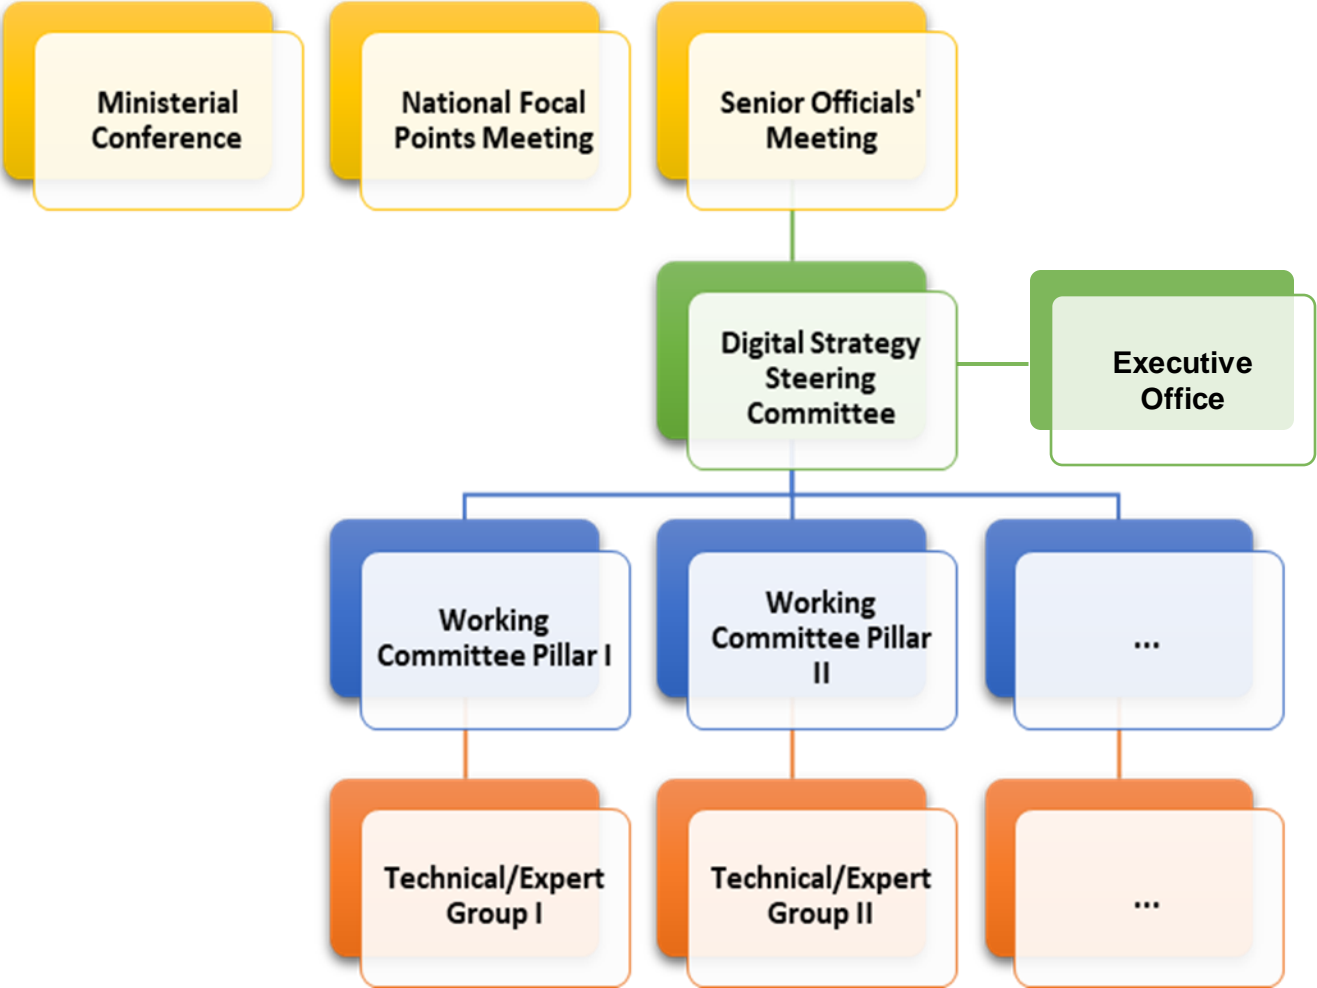 Ministerial
Conference
National Focal
Points Meeting
Senior Officials'
Meeting
Digital Strategy
Steering
Committee
Executive
Office
Working
Committee Pillar I
Working
Committee Pillar
II
...
Technical/Expert
Group I
Technical/Expert
Group II
...